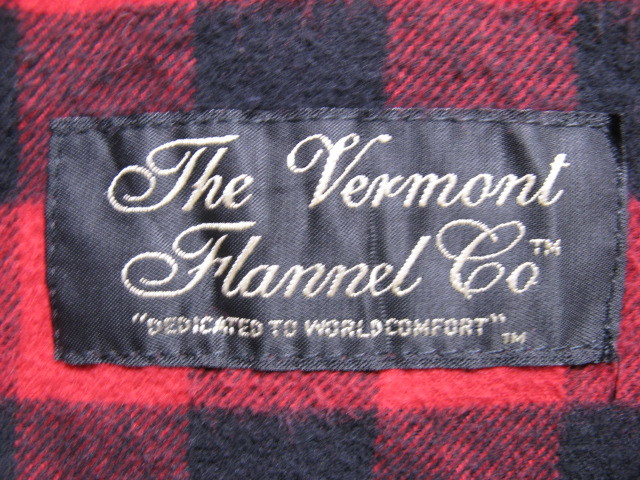 The Vermont
Flannel Co™
"DEDICATED TO WORLD COMFORT"™